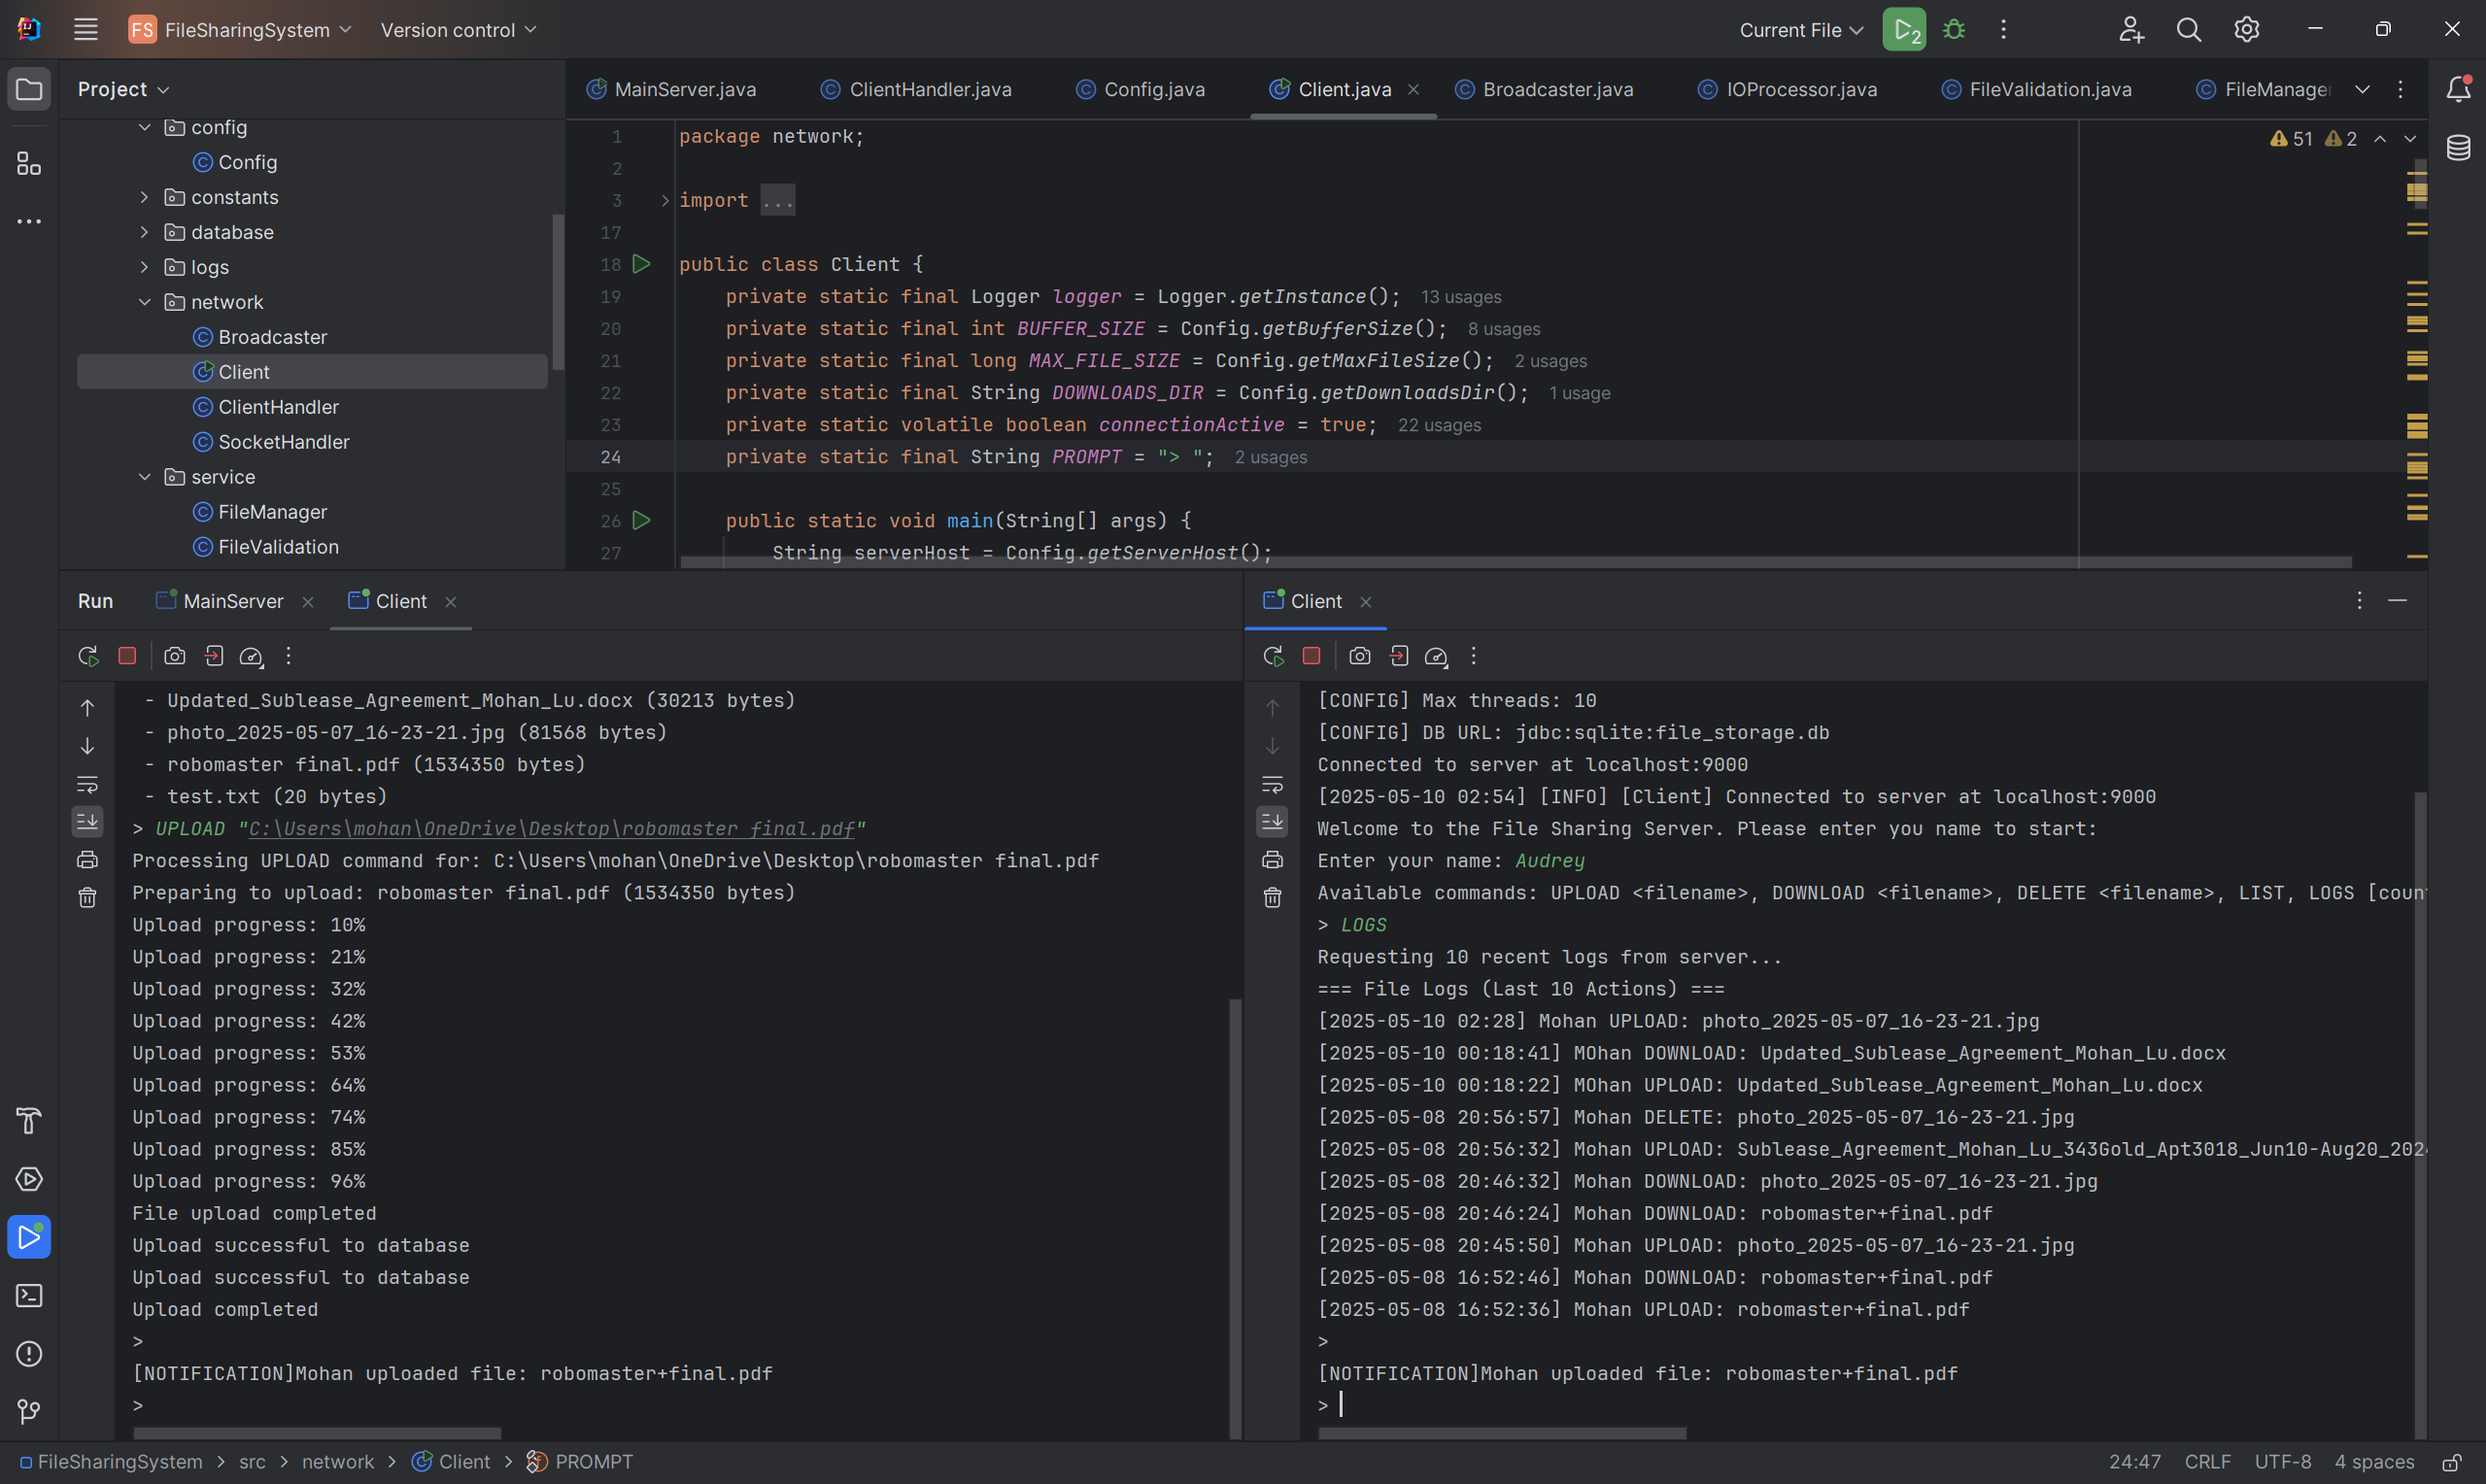 FS FileSharingSystem Version control Current File 2
Project
MainServer.java ClientHandler.java Config.java Client.java Broadcaster.java IOProcessor.java FileValidation.java FileManager
config
Config
constants
database
logs
network
Broadcaster
Client
ClientHandler
SocketHandler
service
FileManager
FileValidation
51 2
1 package network;
2
3 import ...
17
18 public class Client {
19 private static final Logger logger = Logger.getInstance(); 13 usages
20 private static final int BUFFER_SIZE = Config.getBufferSize(); 8 usages
21 private static final long MAX_FILE_SIZE = Config.getMaxFileSize(); 2 usages
22 private static final String DOWNLOADS_DIR = Config.getDownloadsDir(); 1 usage
23 private static volatile boolean connectionActive = true; 22 usages
24 private static final String PROMPT = "> "; 2 usages
25
26 public static void main(String[] args) {
27 String serverHost = Config.getServerHost();
Run MainServer Client
- Updated_Sublease_Agreement_Mohan_Lu.docx (30213 bytes)
- photo_2025-05-07_16-23-21.jpg (81568 bytes)
- robomaster final.pdf (1534350 bytes)
- test.txt (20 bytes)
> UPLOAD "C:\Users\mohan\OneDrive\Desktop\robomaster final.pdf"
Processing UPLOAD command for: C:\Users\mohan\OneDrive\Desktop\robomaster final.pdf
Preparing to upload: robomaster final.pdf (1534350 bytes)
Upload progress: 10%
Upload progress: 21%
Upload progress: 32%
Upload progress: 42%
Upload progress: 53%
Upload progress: 64%
Upload progress: 74%
Upload progress: 85%
Upload progress: 96%
File upload completed
Upload successful to database
Upload successful to database
Upload completed
>
[NOTIFICATION]Mohan uploaded file: robomaster+final.pdf
>
Client
[CONFIG] Max threads: 10
[CONFIG] DB URL: jdbc:sqlite:file_storage.db
Connected to server at localhost:9000
[2025-05-10 02:54] [INFO] [Client] Connected to server at localhost:9000
Welcome to the File Sharing Server. Please enter you name to start:
Enter your name: Audrey
Available commands: UPLOAD <filename>, DOWNLOAD <filename>, DELETE <filename>, LIST, LOGS [coun
> LOGS
Requesting 10 recent logs from server...
=== File Logs (Last 10 Actions) ===
[2025-05-10 02:28] Mohan UPLOAD: photo_2025-05-07_16-23-21.jpg
[2025-05-10 00:18:41] MOhan DOWNLOAD: Updated_Sublease_Agreement_Mohan_Lu.docx
[2025-05-10 00:18:22] MOhan UPLOAD: Updated_Sublease_Agreement_Mohan_Lu.docx
[2025-05-08 20:56:57] Mohan DELETE: photo_2025-05-07_16-23-21.jpg
[2025-05-08 20:56:32] Mohan UPLOAD: Sublease_Agreement_Mohan_Lu_343Gold_Apt3018_Jun10-Aug20_202
[2025-05-08 20:46:32] Mohan DOWNLOAD: photo_2025-05-07_16-23-21.jpg
[2025-05-08 20:46:24] Mohan DOWNLOAD: robomaster+final.pdf
[2025-05-08 20:45:50] Mohan UPLOAD: photo_2025-05-07_16-23-21.jpg
[2025-05-08 16:52:46] Mohan DOWNLOAD: robomaster+final.pdf
[2025-05-08 16:52:36] Mohan UPLOAD: robomaster+final.pdf
>
[NOTIFICATION]Mohan uploaded file: robomaster+final.pdf
>
FileSharingSystem > src > network > Client > PROMPT 24:47 CRLF UTF-8 4 spaces